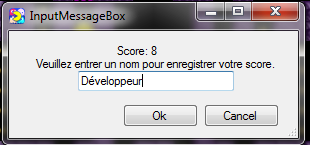 InputMessageBox
Score: 8
Veuillez entrer un nom pour enregistrer votre score.
Développeur
Ok
Cancel